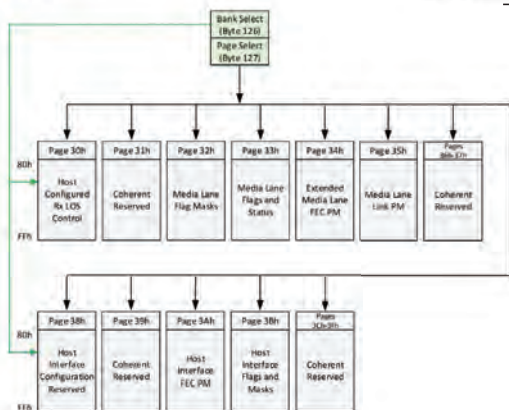 Bank Select
(Byte 126)
Page Select
(Byte 127)
Page 30h
Page 31h
Page 32h
Page 33h
Page 34h
Page 35h
Pages
80h
Host
Configured
Rx LOS
Control
Coherent
Reserved
Media Lane
Flag Masks
Media Lane
Flags and
Status
Extended
Media Lane
FEC PM
Media Lane
Link PM
Coherent
Reserved
FFh
Page 38h
Page 39h
Page 3Ah
Page 3Bh
Pages
80h
Host
Interface
Configuration
Reserved
Coherent
Reserved
Host
Interface
FEC PM
Host
Interface
Flags and
Masks
Coherent
Reserved
FFh